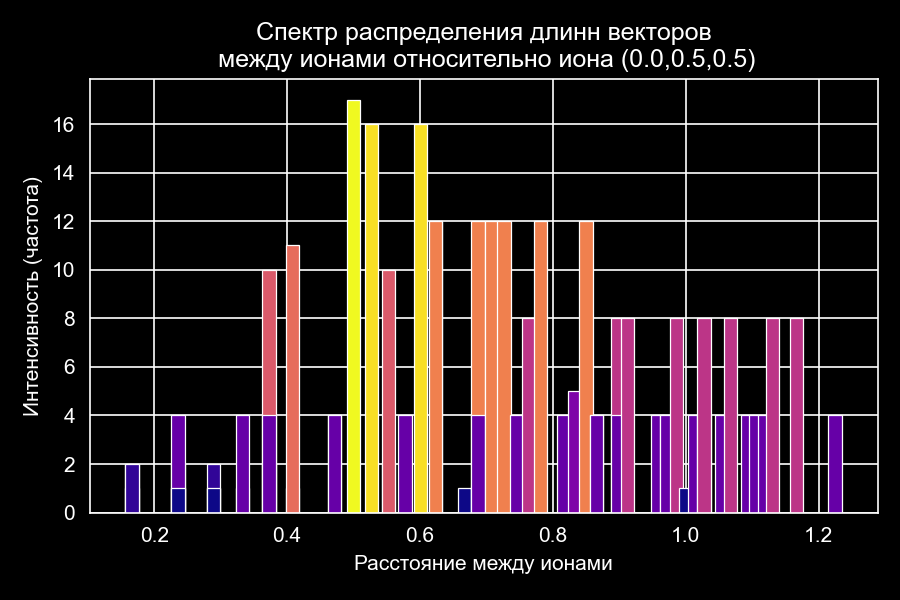 Спектр распределения длинн векторов
между ионами относительно иона (0.0,0.5,0.5)
Интенсивность (частота)
16
14
12
10
8
6
4
2
0
0.2 0.4 0.6 0.8 1.0 1.2
Расстояние между ионами